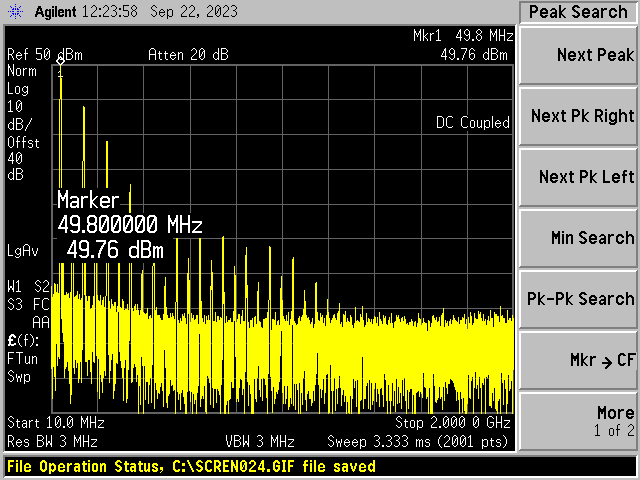 Agilent 12:23:58 Sep 22, 2023
Peak Search
Mkr1 49.8 MHz
Ref 50 dBm Atten 20 dB 49.76 dBm
Norm
Log
10
dB/
Offst
40
dB
1
DC Coupled
Marker
49.800000 MHz
49.76 dBm
LgAv
W1 S2
S3 FC
AA
£(f):
FTun
Swp
Start 10.0 MHz Stop 2.000 0 GHz
Res BW 3 MHz VBW 3 MHz Sweep 3.333 ms (2001 pts)
File Operation Status, C:\SCREN024.GIF file saved
Next Peak
Next Pk Right
Next Pk Left
Min Search
Pk-Pk Search
Mkr → CF
More
1 of 2